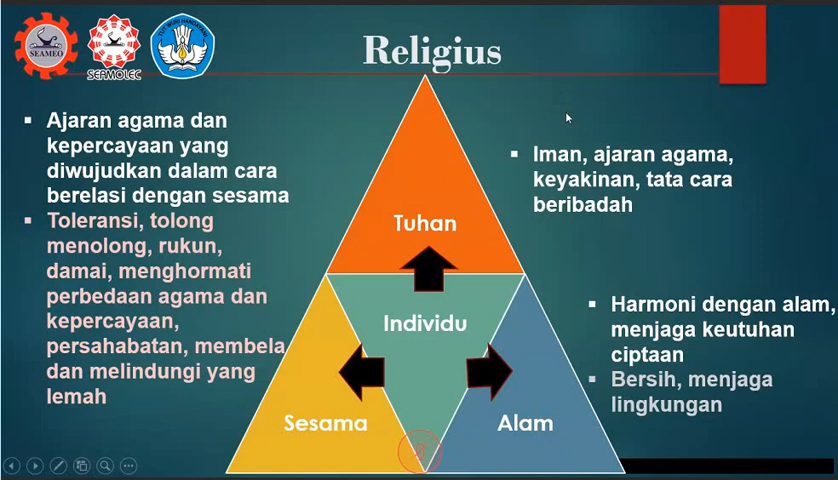 SEAMEO
SEAMOLEC
TUT WURI HANDAYANI
Religius
Ajaran agama dan
kepercayaan yang
diwujudkan dalam cara
berelasi dengan sesama
Toleransi, tolong
menolong, rukun,
damai, menghormati
perbedaan agama dan
kepercayaan,
persahabatan, membela
dan melindungi yang
lemah
Tuhan
Individu
Sesama
Alam
Iman, ajaran agama,
keyakinan, tata cara
beribadah
Harmoni dengan alam,
menjaga keutuhan
ciptaan
Bersih, menjaga
lingkungan